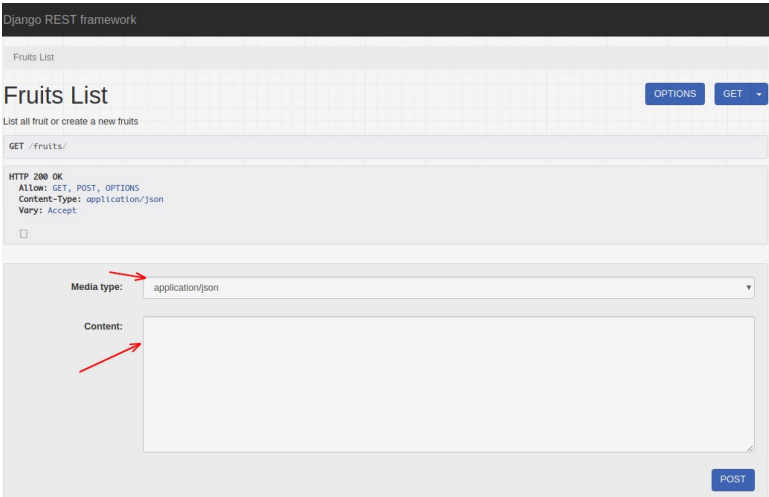 Django REST framework
Fruits List
Fruits List
OPTIONS
GET
List all fruit or create a new fruits
GET /fruits/
HTTP 200 OK
Allow: GET, POST, OPTIONS
Content-Type: application/json
Vary: Accept
[]
Media type:
application/json
Content:
POST